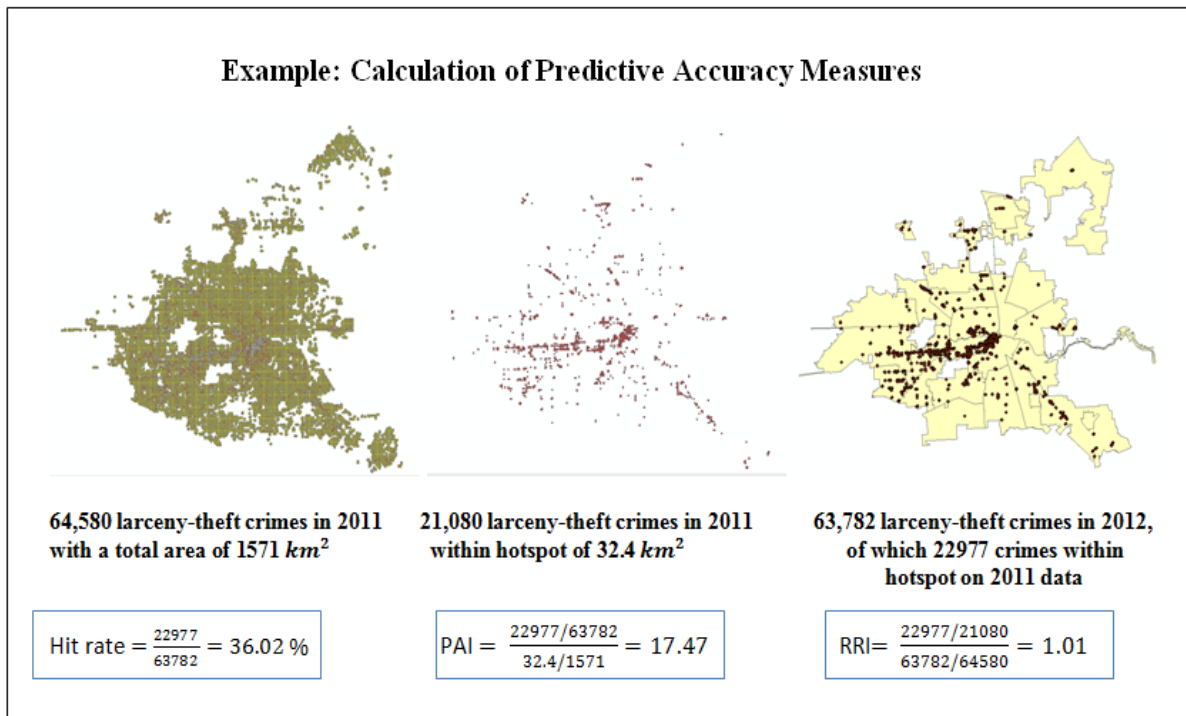 Example: Calculation of Predictive Accuracy Measures
64,580 larceny-theft crimes in 2011
with a total area of 1571 km²
21,080 larceny-theft crimes in 2011
within hotspot of 32.4 km²
63,782 larceny-theft crimes in 2012,
of which 22977 crimes within
hotspot on 2011 data
Hit rate = 22977/63782 = 36.02 %
PAI = (22977/63782)/(32.4/1571) = 17.47
RRI= (22977/21080)/(63782/64580) = 1.01